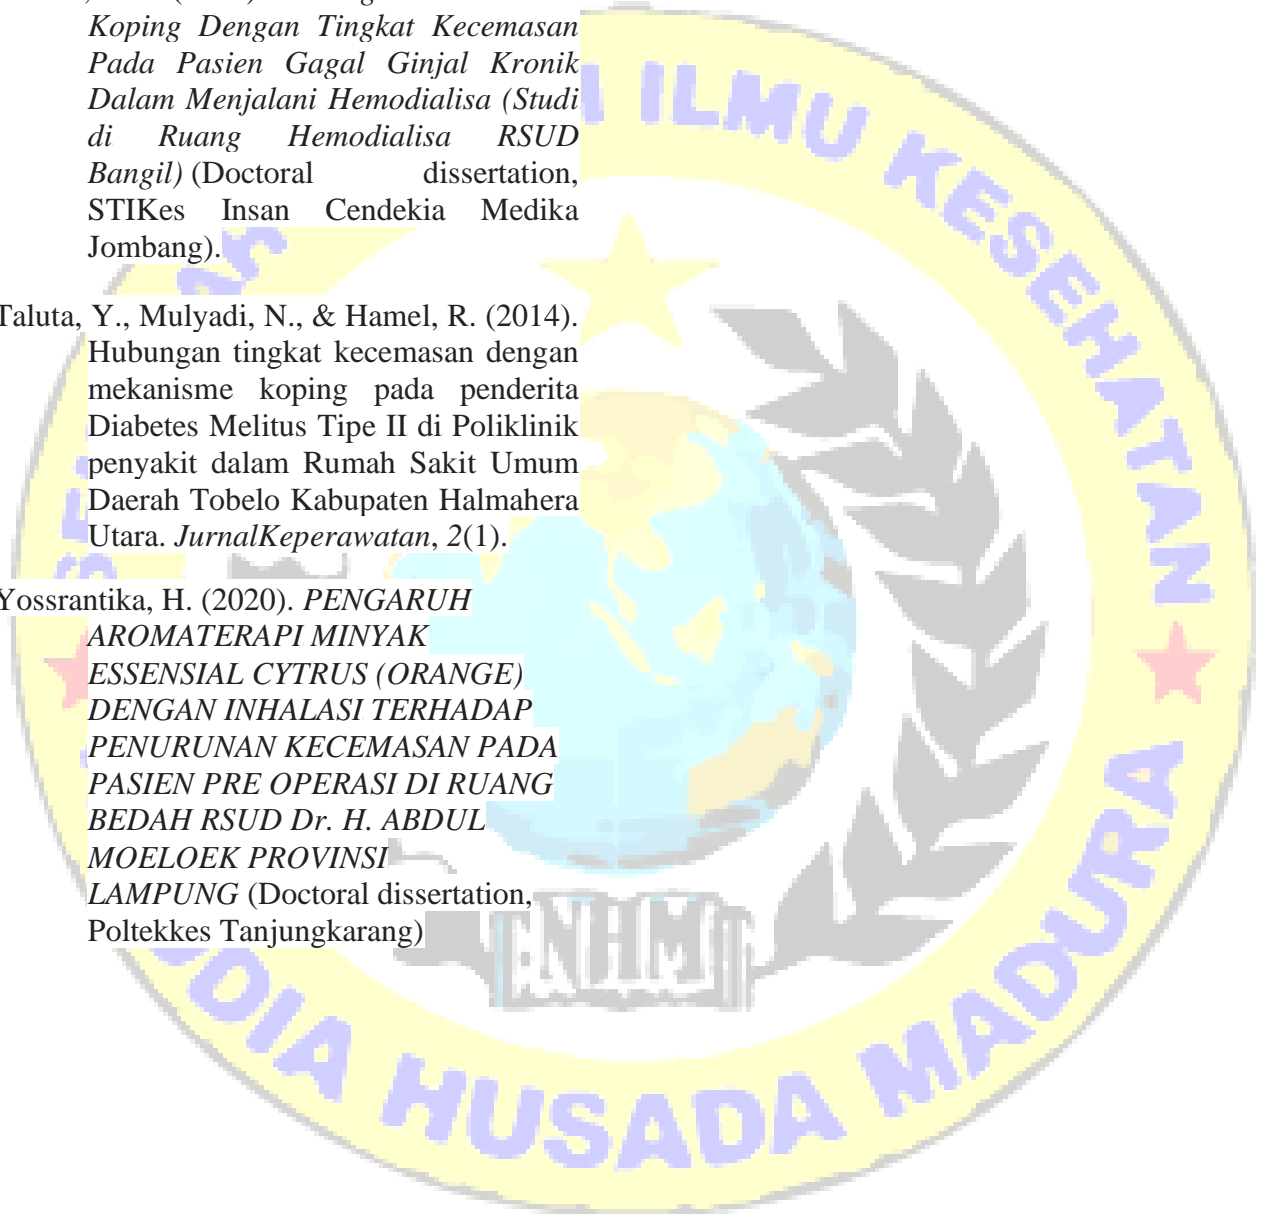 Koping Dengan Tingkat Kecemasan
Pada Pasien Gagal Ginjal Kronik
Dalam Menjalani Hemodialisa (Studi
di Ruang Hemodialisa RSUD
Bangil) (Doctoral dissertation,
STIKes Insan Cendekia Medika
Jombang).
Taluta, Y., Mulyadi, N., & Hamel, R. (2014).
Hubungan tingkat kecemasan dengan
mekanisme koping pada penderita
Diabetes Melitus Tipe II di Poliklinik
penyakit dalam Rumah Sakit Umum
Daerah Tobelo Kabupaten Halmahera
Utara. JurnalKeperawatan, 2(1).
Yossrantika, H. (2020). PENGARUH
AROMATERAPI MINYAK
ESSENSIAL CYTRUS (ORANGE)
DENGAN INHALASI TERHADAP
PENURUNAN KECEMASAN PADA
PASIEN PRE OPERASI DI RUANG
BEDAH RSUD Dr. H. ABDUL
MOELOEK PROVINSI
LAMPUNG (Doctoral dissertation,
Poltekkes Tanjungkarang)
ILMU KESEHATAN
HUSADA MADURA
NHM